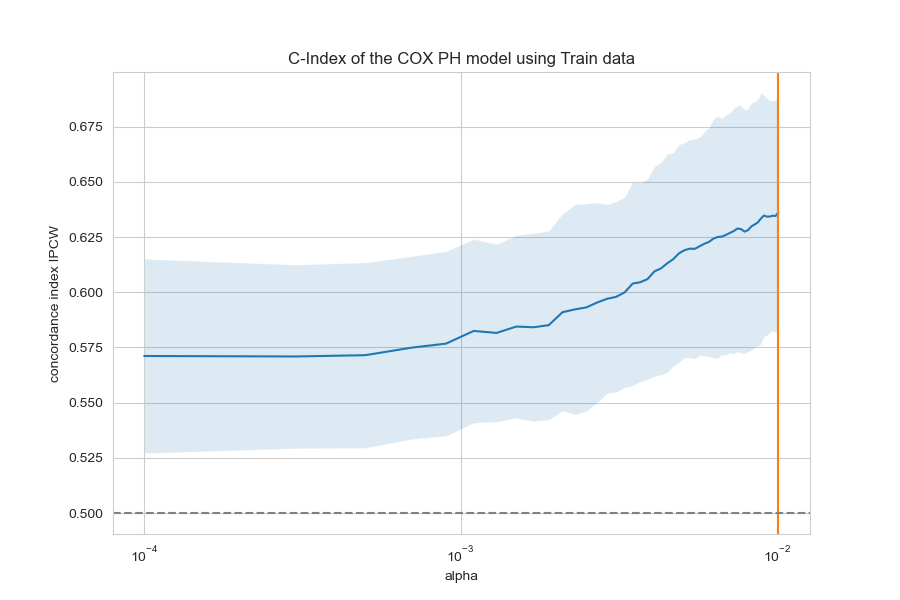 C-Index of the COX PH model using Train data
concordance index IPCW
0.675
0.650
0.625
0.600
0.575
0.550
0.525
0.500
10⁻⁴ 10⁻³ 10⁻²
alpha